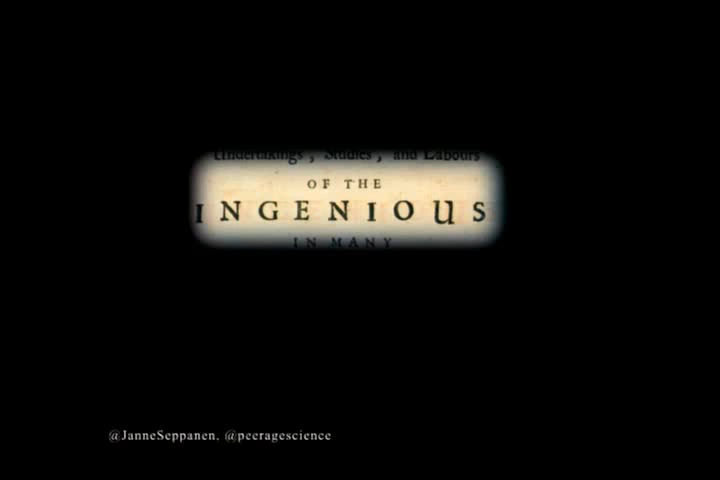 Undertakings, Studies, and Labours
OF THE
INGENIOUS
IN MANY
@JanneSeppanen, @peeragescience